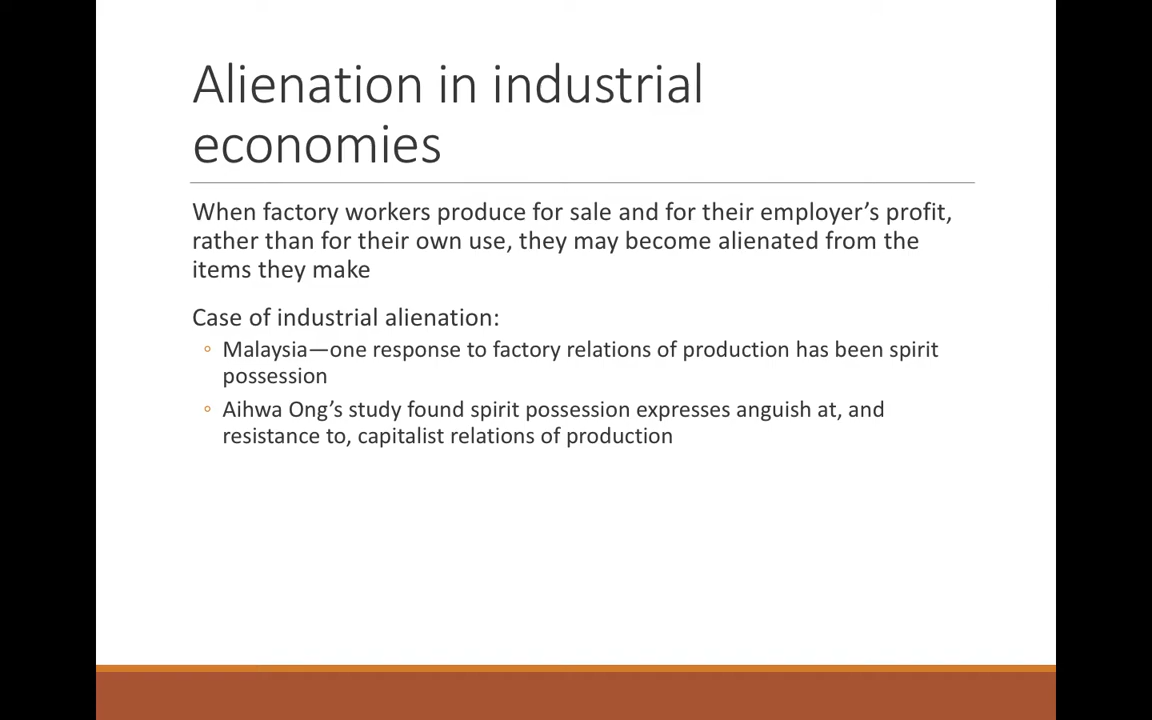 Alienation in industrial
economies
When factory workers produce for sale and for their employer’s profit,
rather than for their own use, they may become alienated from the
items they make
Case of industrial alienation:
◦ Malaysia—one response to factory relations of production has been spirit
possession
◦ Aihwa Ong’s study found spirit possession expresses anguish at, and
resistance to, capitalist relations of production